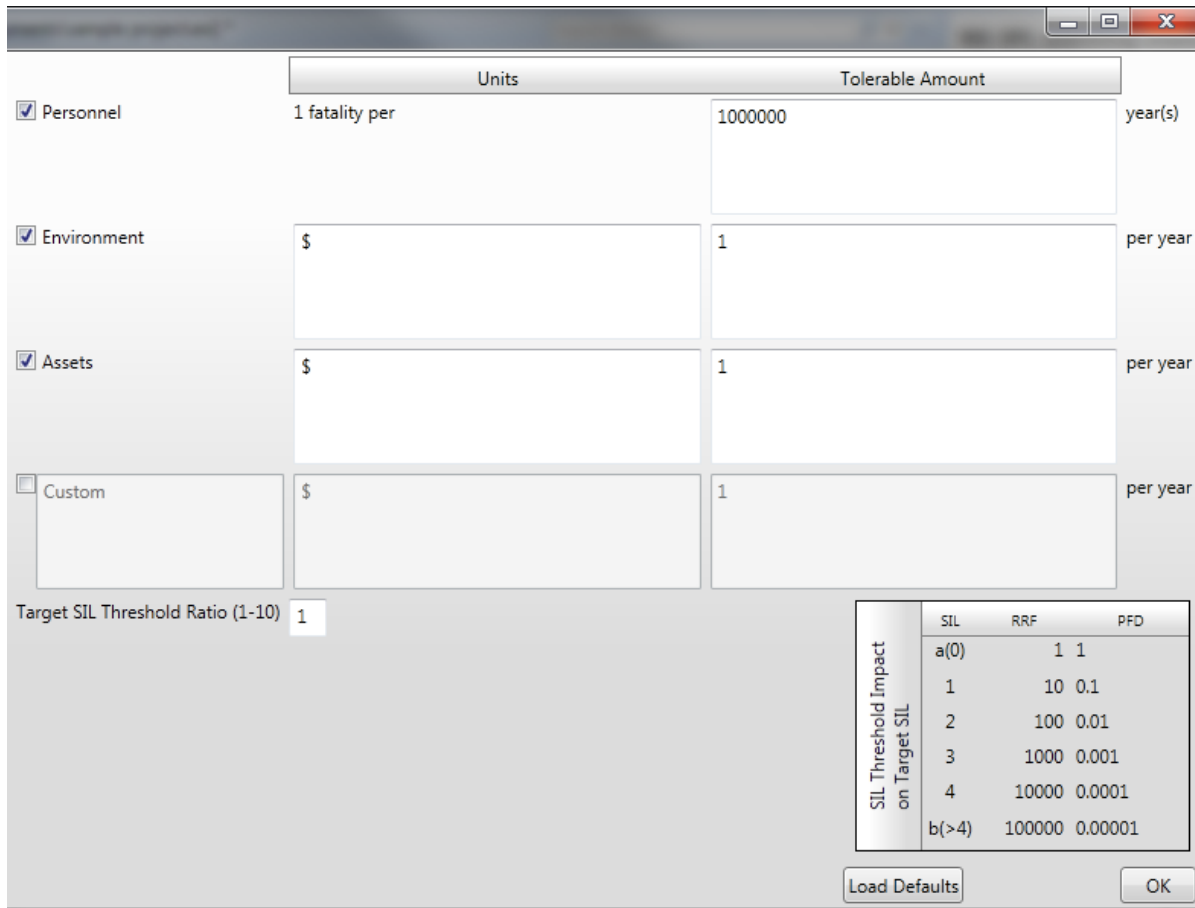 Units Tolerable Amount
Personnel 1 fatality per 1000000 year(s)
Environment $ 1 per year
Assets $ 1 per year
Custom $ 1 per year
Target SIL Threshold Ratio (1-10) 1
SIL Threshold Impact
on Target SIL
SIL RRF PFD
a(0) 1 1
1 10 0.1
2 100 0.01
3 1000 0.001
4 10000 0.0001
b(>4) 100000 0.00001
Load Defaults OK